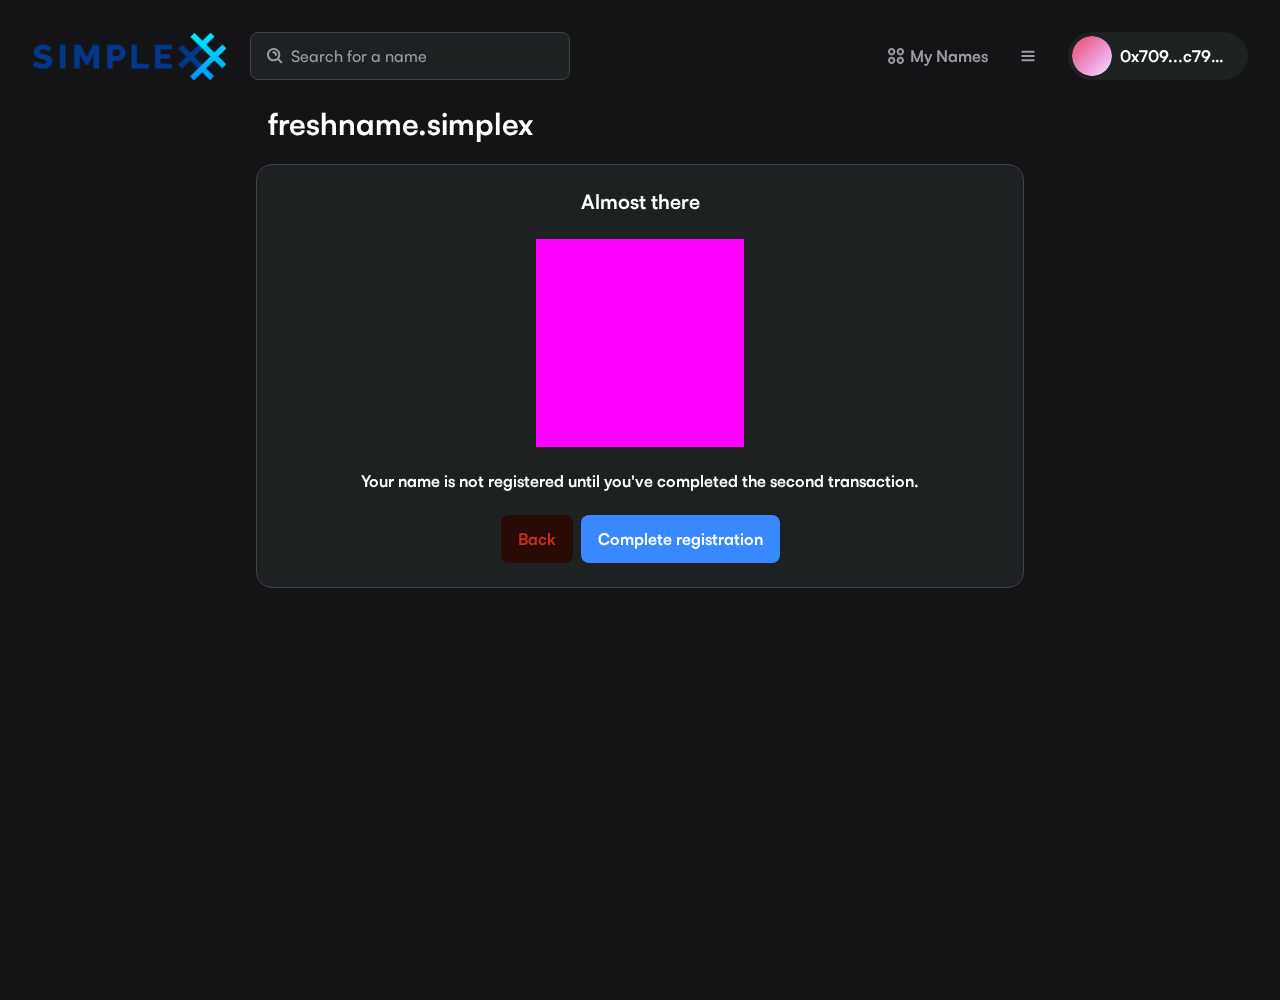 SIMPLEX
Search for a name
My Names
0x709...c79...
freshname.simplex
Almost there
Your name is not registered until you've completed the second transaction.
Back
Complete registration